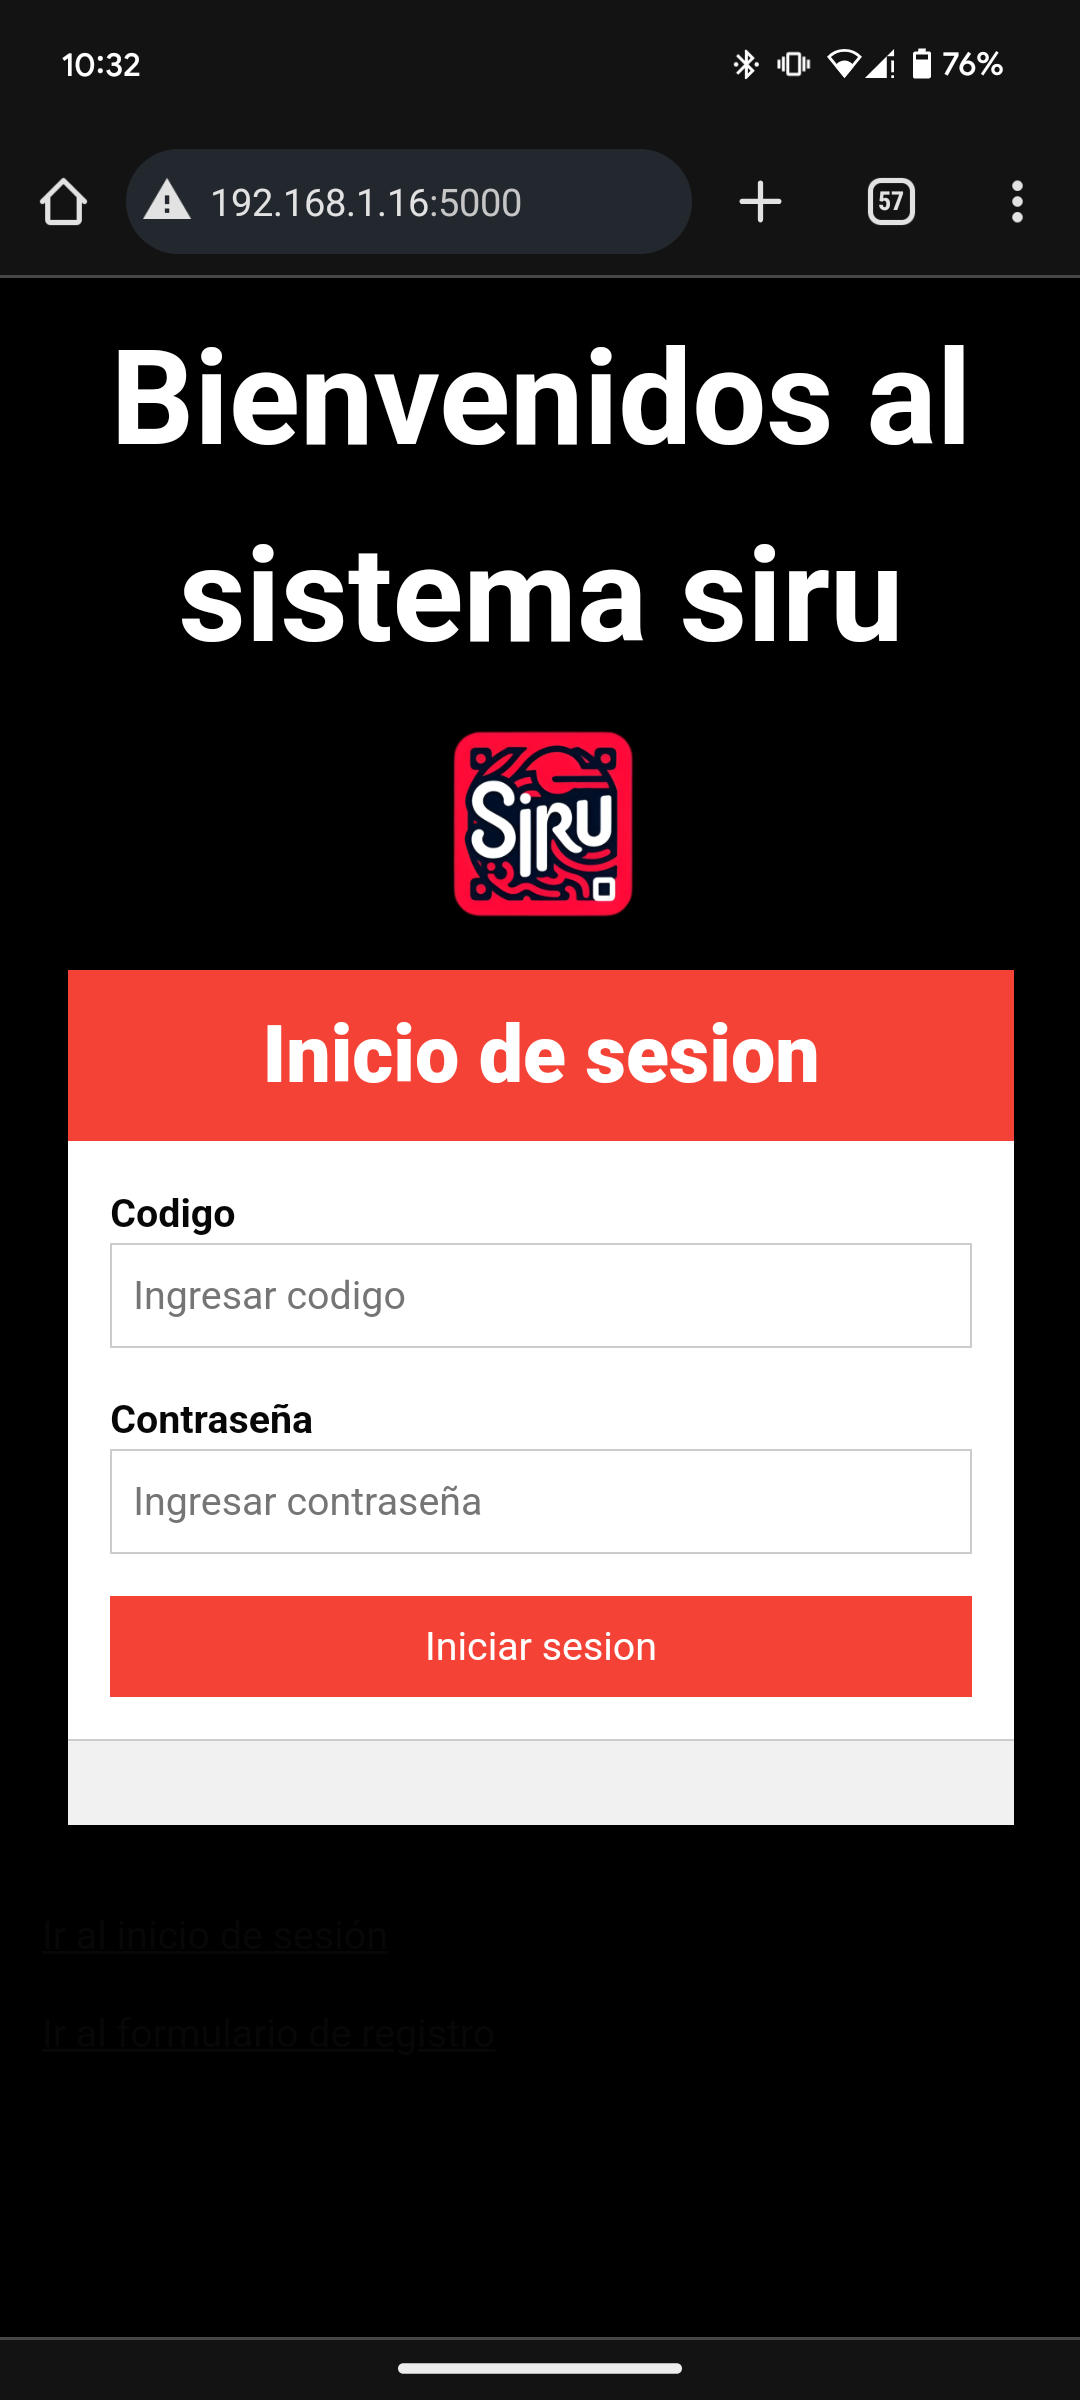 10:32
76%
192.168.1.16:5000
57
Bienvenidos al
sistema siru
SiRU
Inicio de sesion
Codigo
Ingresar codigo
Contraseña
Ingresar contraseña
Iniciar sesion
Ir al inicio de sesión
Ir al formulario de registro